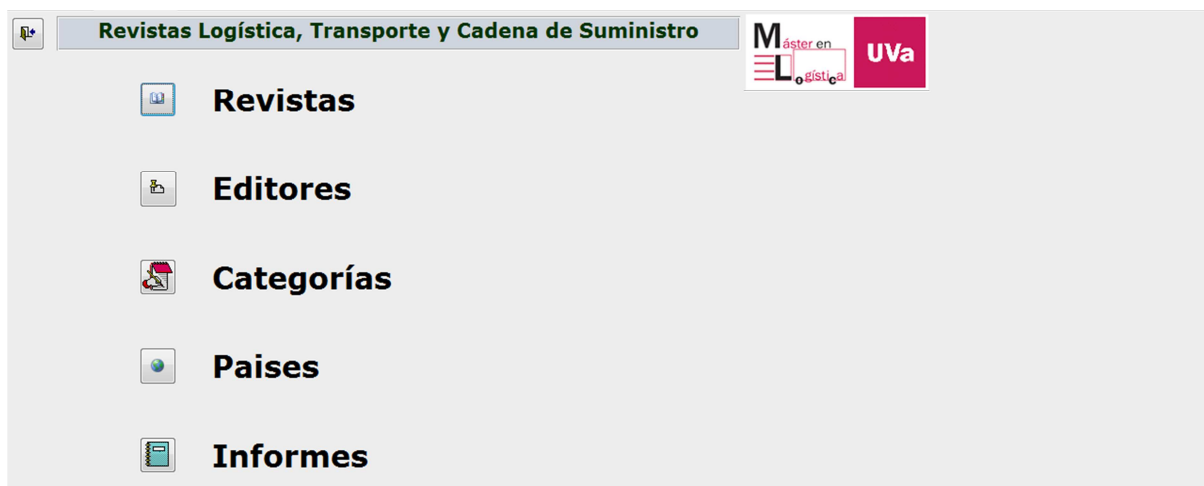 Revistas Logística, Transporte y Cadena de Suministro
Máster en
Logística
UVa
Revistas
Editores
Categorías
Paises
Informes